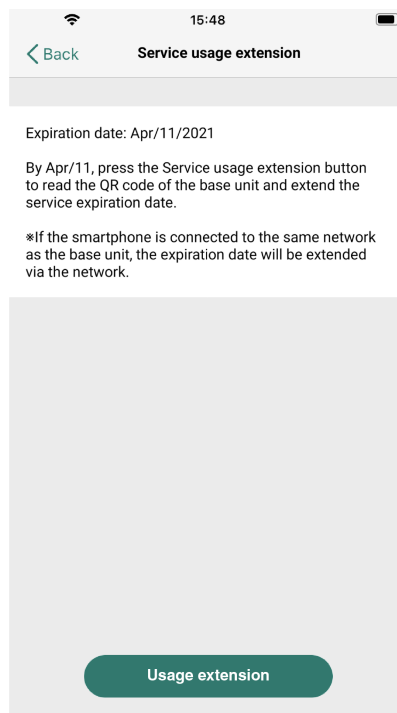 15:48
Back
Service usage extension
Expiration date: Apr/11/2021
By Apr/11, press the Service usage extension button
to read the QR code of the base unit and extend the
service expiration date.
※If the smartphone is connected to the same network
as the base unit, the expiration date will be extended
via the network.
Usage extension